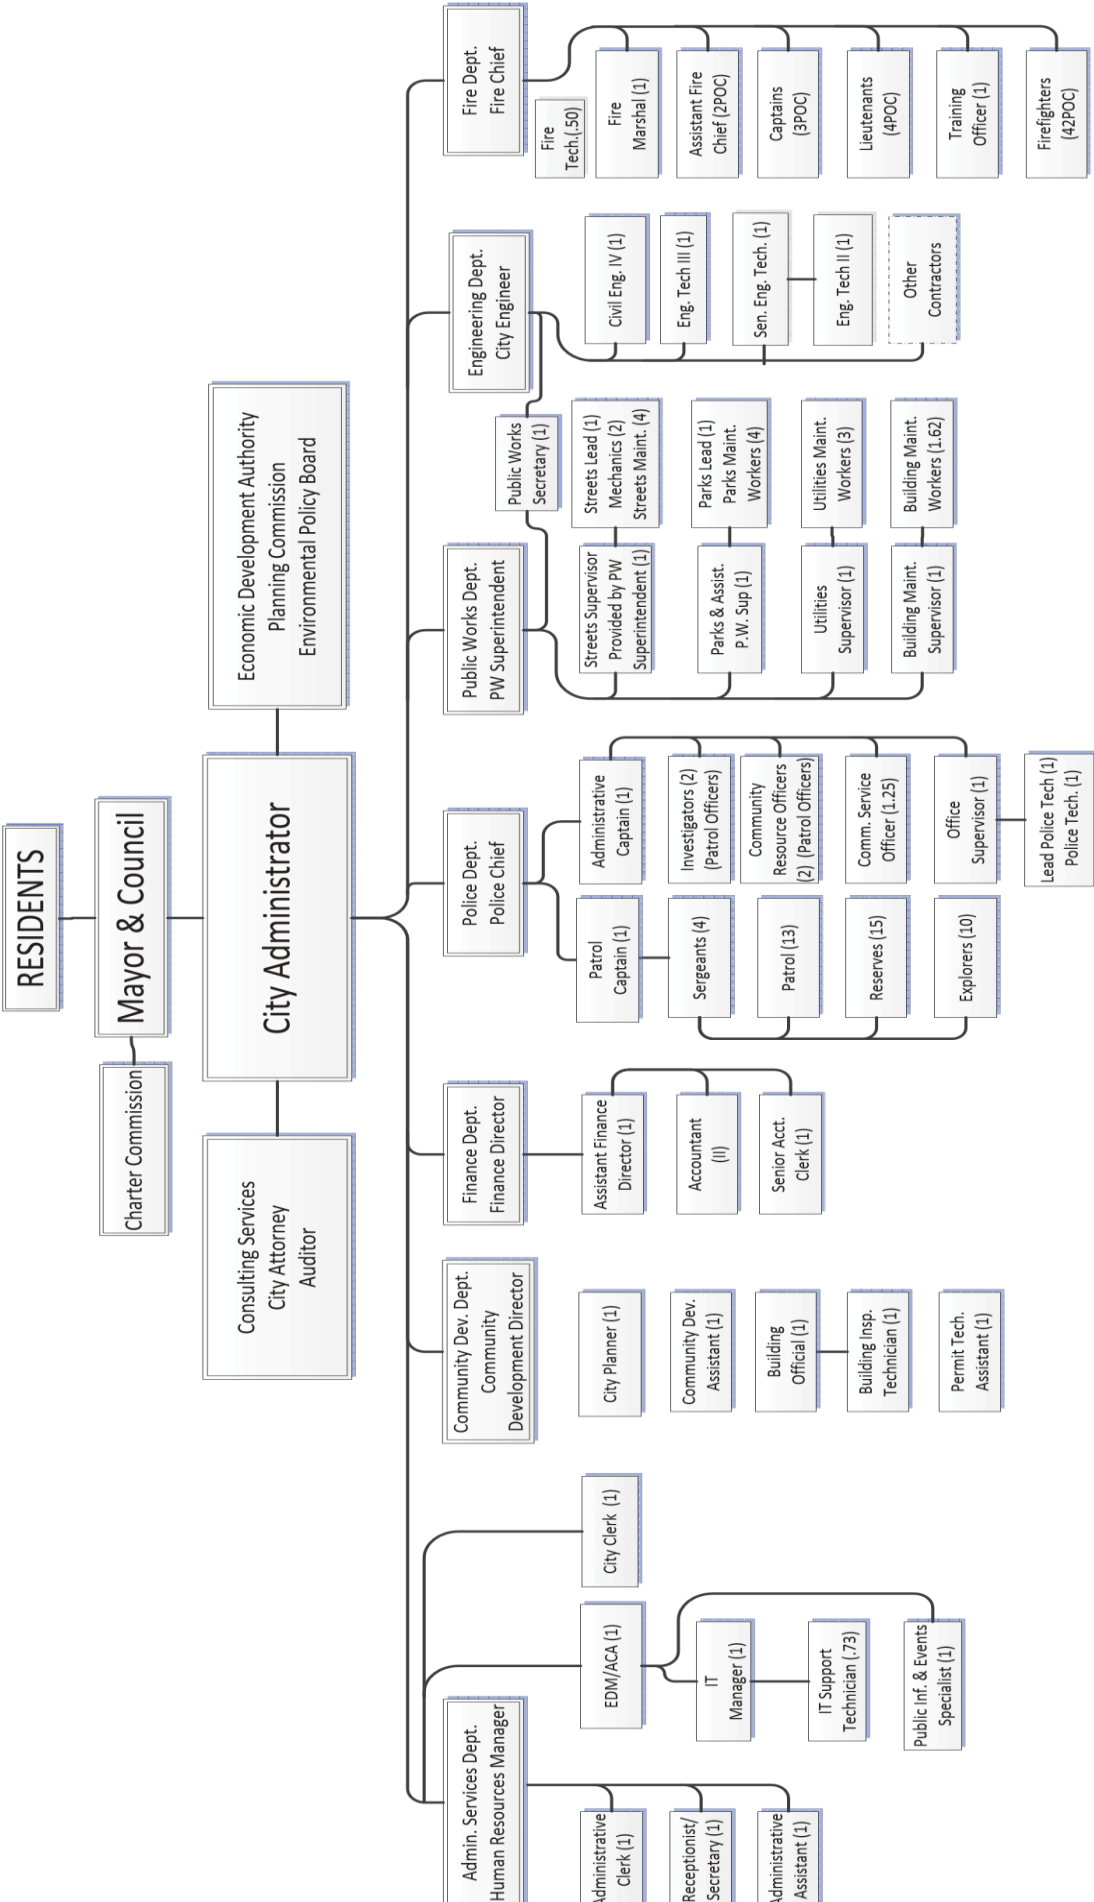 RESIDENTS
Charter Commission
Mayor & Council
Consulting Services
City Attorney
Auditor
City Administrator
Economic Development Authority
Planning Commission
Environmental Policy Board
Admin. Services Dept.
Human Resources Manager
Administrative
Clerk (1)
Receptionist/
Secretary (1)
Administrative
Assistant (1)
EDM/ACA (1)
IT
Manager (1)
IT Support
Technician (.73)
Public Inf. & Events
Specialist (1)
City Clerk (1)
Community Dev. Dept.
Community
Development Director
City Planner (1)
Community Dev.
Assistant (1)
Building
Official (1)
Building Insp.
Technician (1)
Permit Tech.
Assistant (1)
Finance Dept.
Finance Director
Assistant Finance
Director (1)
Accountant
(II)
Senior Acct.
Clerk (1)
Police Dept.
Police Chief
Patrol
Captain (1)
Sergeants (4)
Patrol (13)
Reserves (15)
Explorers (10)
Administrative
Captain (1)
Investigators (2)
(Patrol Officers)
Community
Resource Officers
(2) (Patrol Officers)
Comm. Service
Officer (1.25)
Office
Supervisor (1)
Lead Police Tech (1)
Police Tech. (1)
Public Works Dept.
PW Superintendent
Public Works
Secretary (1)
Streets Supervisor
Provided by PW
Superintendent (1)
Streets Lead (1)
Mechanics (2)
Streets Maint. (4)
Parks & Assist.
P.W. Sup (1)
Parks Lead (1)
Parks Maint.
Workers (4)
Utilities
Supervisor (1)
Utilities Maint.
Workers (3)
Building Maint.
Supervisor (1)
Building Maint.
Workers (1.62)
Engineering Dept.
City Engineer
Civil Eng. IV (1)
Eng. Tech III (1)
Sen. Eng. Tech. (1)
Eng. Tech II (1)
Other
Contractors
Fire Dept.
Fire Chief
Fire
Tech.(.50)
Fire
Marshal (1)
Assistant Fire
Chief (2POC)
Captains
(3POC)
Lieutenants
(4POC)
Training
Officer (1)
Firefighters
(42POC)